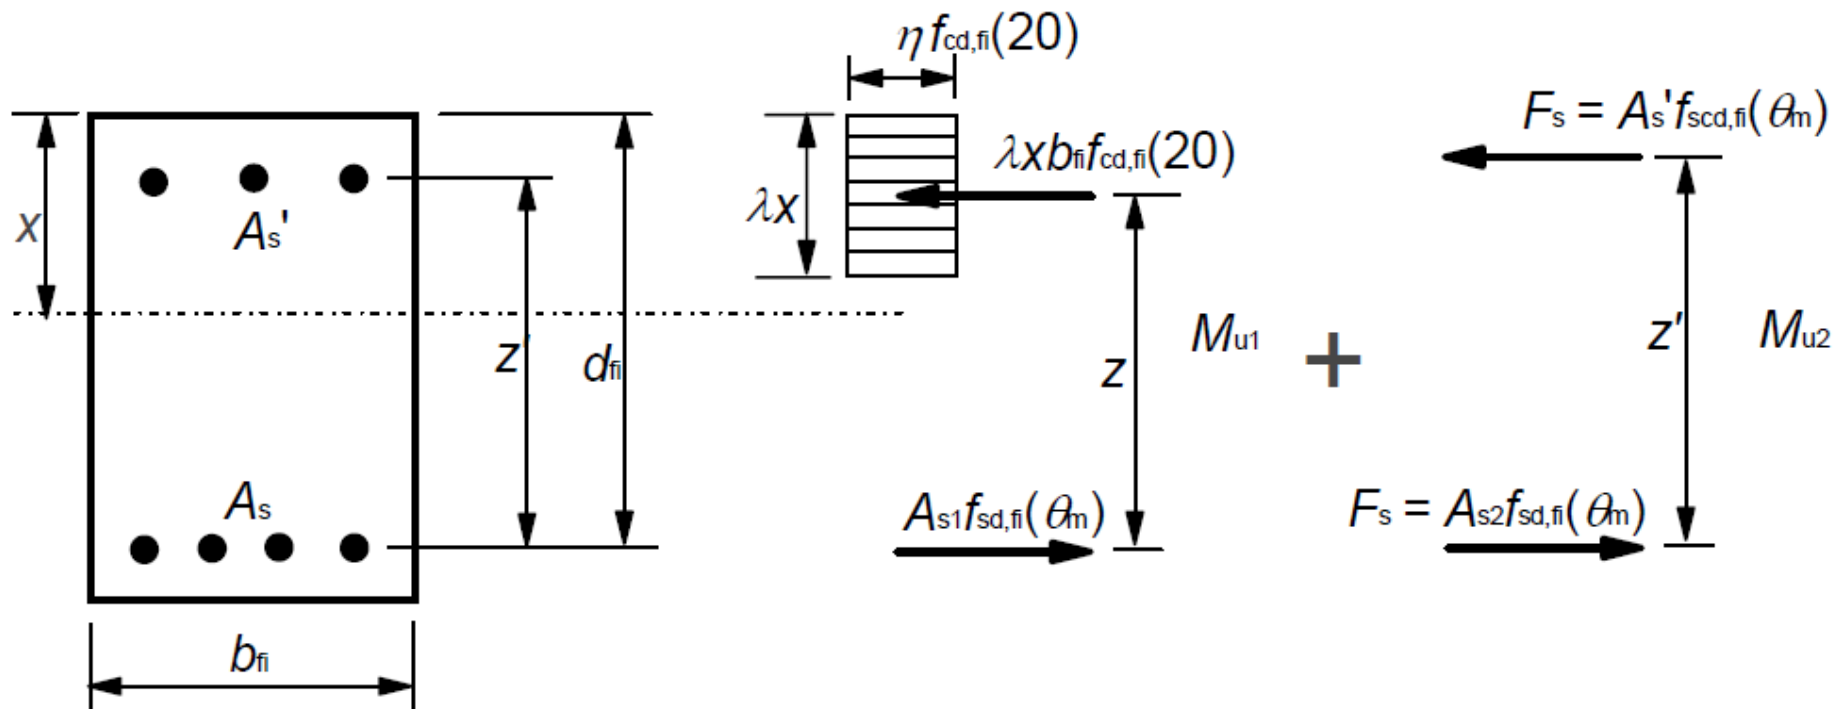 ηfcd,fi(20)
Fs = As'fscd,fi(θm)
λxbfifcd,fi(20)
x
As'
λx
z'
dfi
z
Mu1
+
z'
Mu2
As
As1fsd,fi(θm)
Fs = As2fsd,fi(θm)
bfi